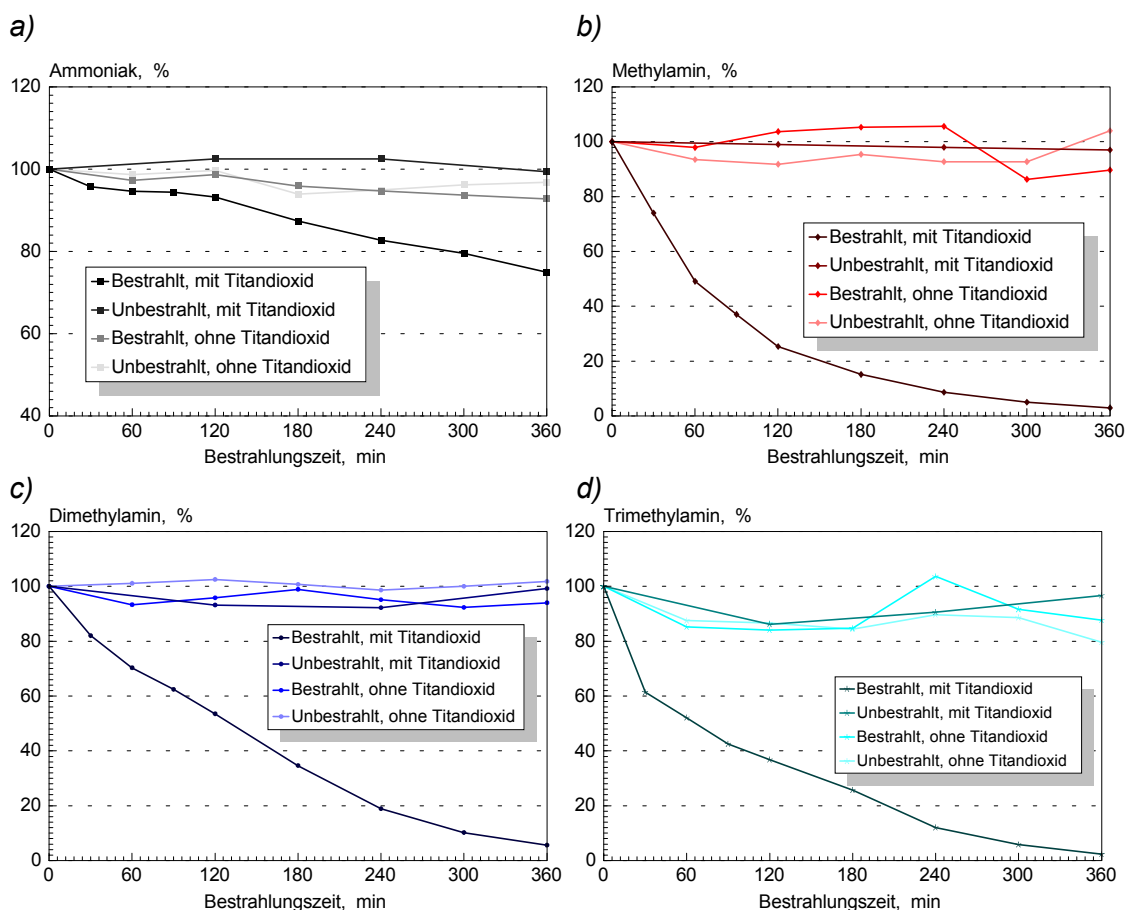 a)
Ammoniak, %
120
100
80
60
40
0 60 120 180 240 300 360
Bestrahlungszeit, min
Bestrahlt, mit Titandioxid
Unbestrahlt, mit Titandioxid
Bestrahlt, ohne Titandioxid
Unbestrahlt, ohne Titandioxid
b)
Methylamin, %
120
100
80
60
40
20
0
0 60 120 180 240 300 360
Bestrahlungszeit, min
Bestrahlt, mit Titandioxid
Unbestrahlt, mit Titandioxid
Bestrahlt, ohne Titandioxid
Unbestrahlt, ohne Titandioxid
c)
Dimethylamin, %
120
100
80
60
40
20
0
0 60 120 180 240 300 360
Bestrahlungszeit, min
Bestrahlt, mit Titandioxid
Unbestrahlt, mit Titandioxid
Bestrahlt, ohne Titandioxid
Unbestrahlt, ohne Titandioxid
d)
Trimethylamin, %
120
100
80
60
40
20
0
0 60 120 180 240 300 360
Bestrahlungszeit, min
Bestrahlt, mit Titandioxid
Unbestrahlt, mit Titandioxid
Bestrahlt, ohne Titandioxid
Unbestrahlt, ohne Titandioxid